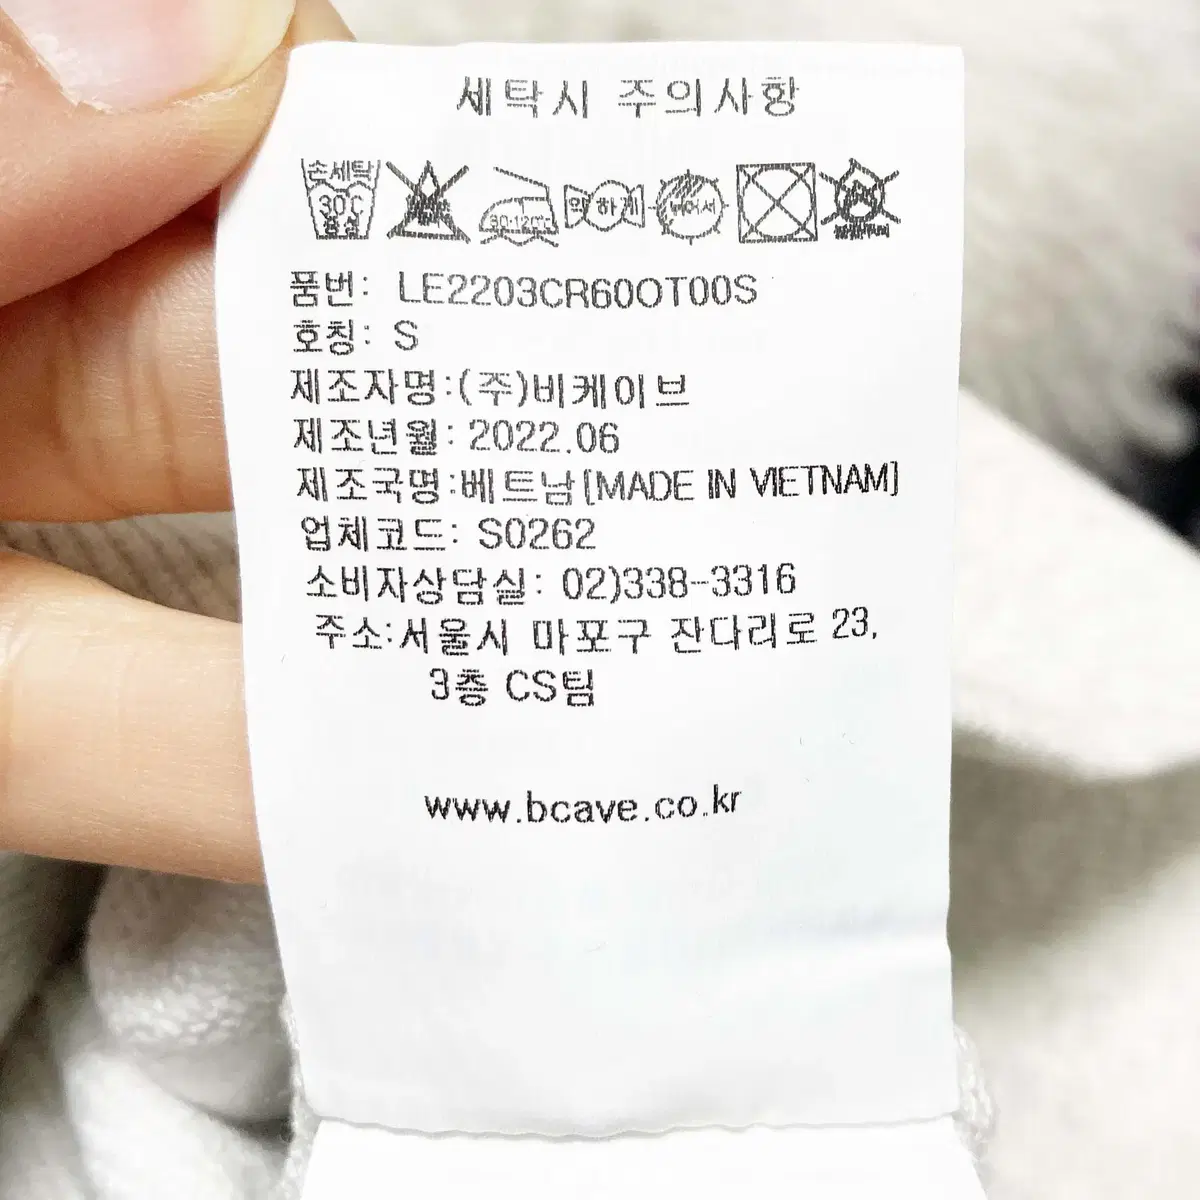 세탁시 주의사항
손세탁 30℃ 중성 80-120℃ 약하게 뉘어서
품번: LE2203CR60OT00S
호칭: S
제조자명:(주)비케이브
제조년월: 2022.06
제조국명:베트남[MADE IN VIETNAM]
업체코드: S0262
소비자상담실: 02)338-3316
주소:서울시 마포구 잔다리로 23,
3층 CS팀
www.bcave.co.kr